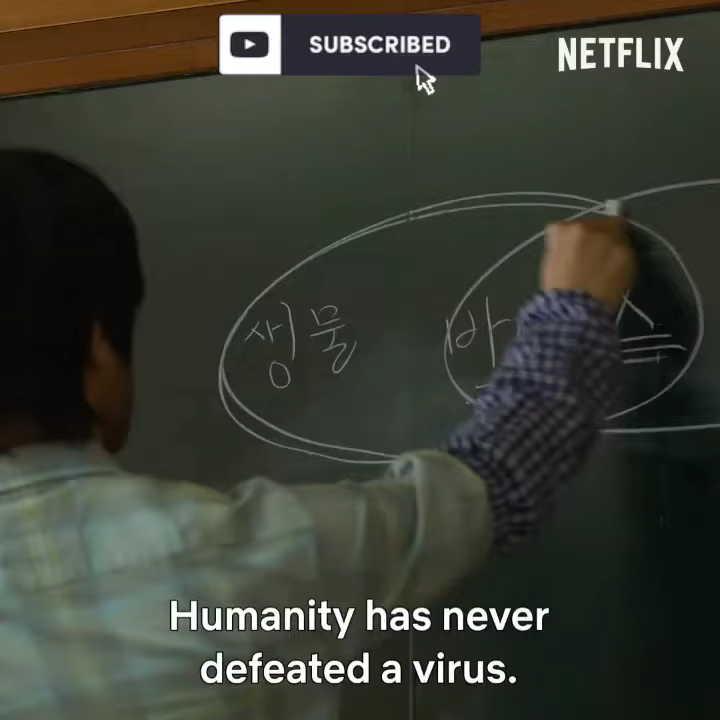 SUBSCRIBED
NETFLIX
생물
Humanity has never
defeated a virus.